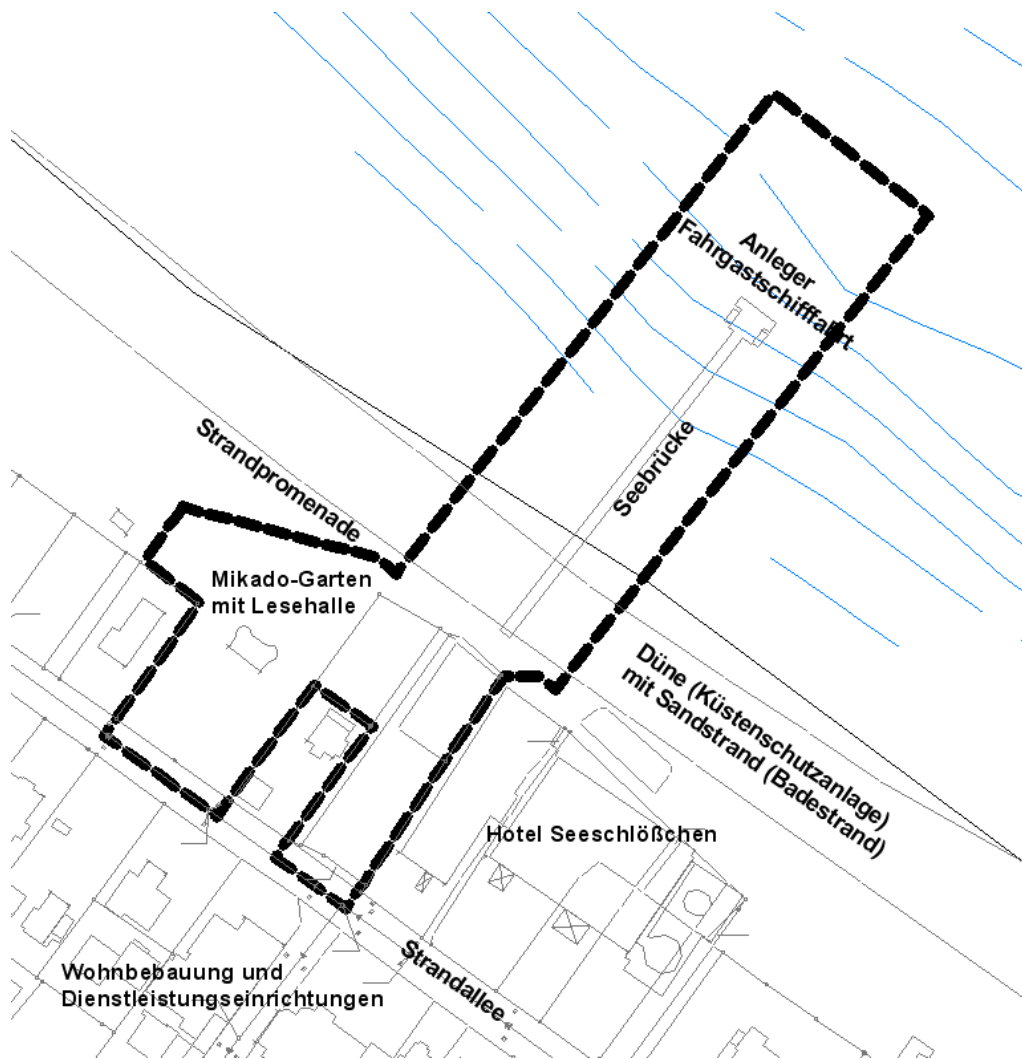 Anleger
Fahrgastschifffahrt
Seebrücke
Strandpromenade
Mikado-Garten
mit Lesehalle
Düne (Küstenschutzanlage)
mit Sandstrand (Badestrand)
Hotel Seeschlößchen
Strandallee
Wohnbebauung und
Dienstleistungseinrichtungen